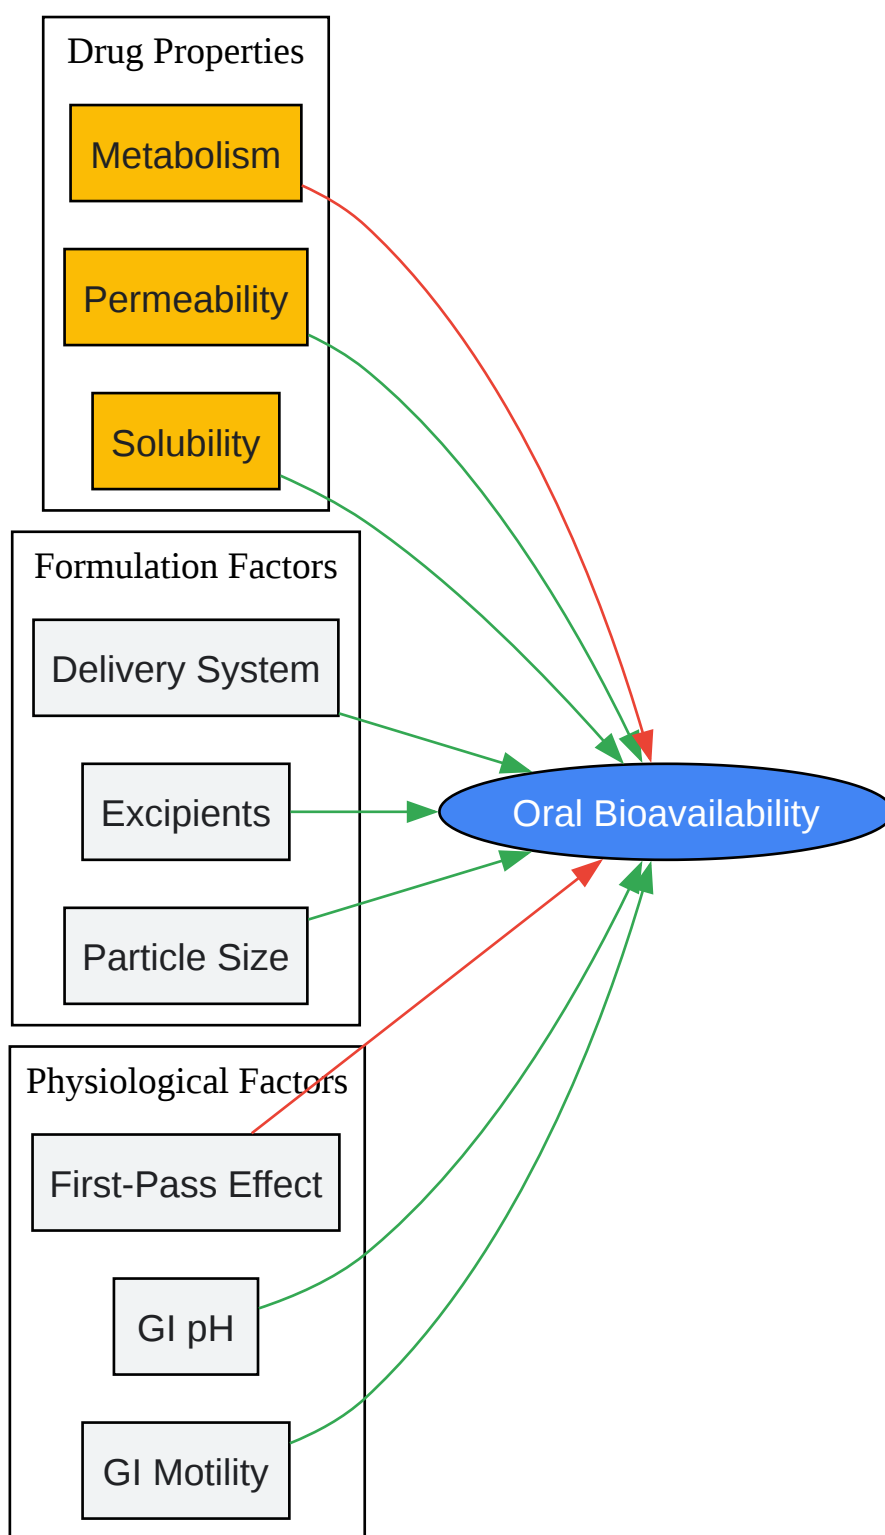 Drug Properties
Metabolism
Permeability
Solubility
Formulation Factors
Delivery System
Excipients
Particle Size
Oral Bioavailability
Physiological Factors
First-Pass Effect
GI pH
GI Motility